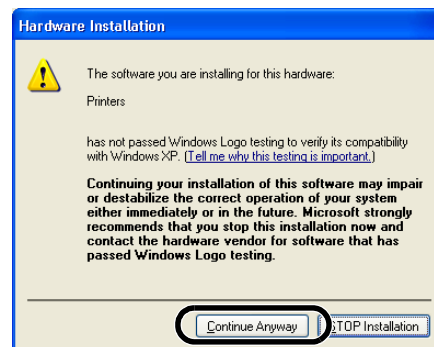 Hardware Installation
The software you are installing for this hardware:
Printers
has not passed Windows Logo testing to verify its compatibility
with Windows XP. (Tell me why this testing is important.)
Continuing your installation of this software may impair
or destabilize the correct operation of your system
either immediately or in the future. Microsoft strongly
recommends that you stop this installation now and
contact the hardware vendor for software that has
passed Windows Logo testing.
Continue Anyway STOP Installation